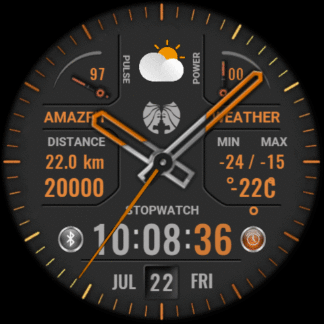 97 PULSE POWER 100
AMAZFIT WEATHER
DISTANCE MIN MAX
22.0 km -24 / -15
20000 -22C
STOPWATCH
10:08:36
JUL 22 FRI